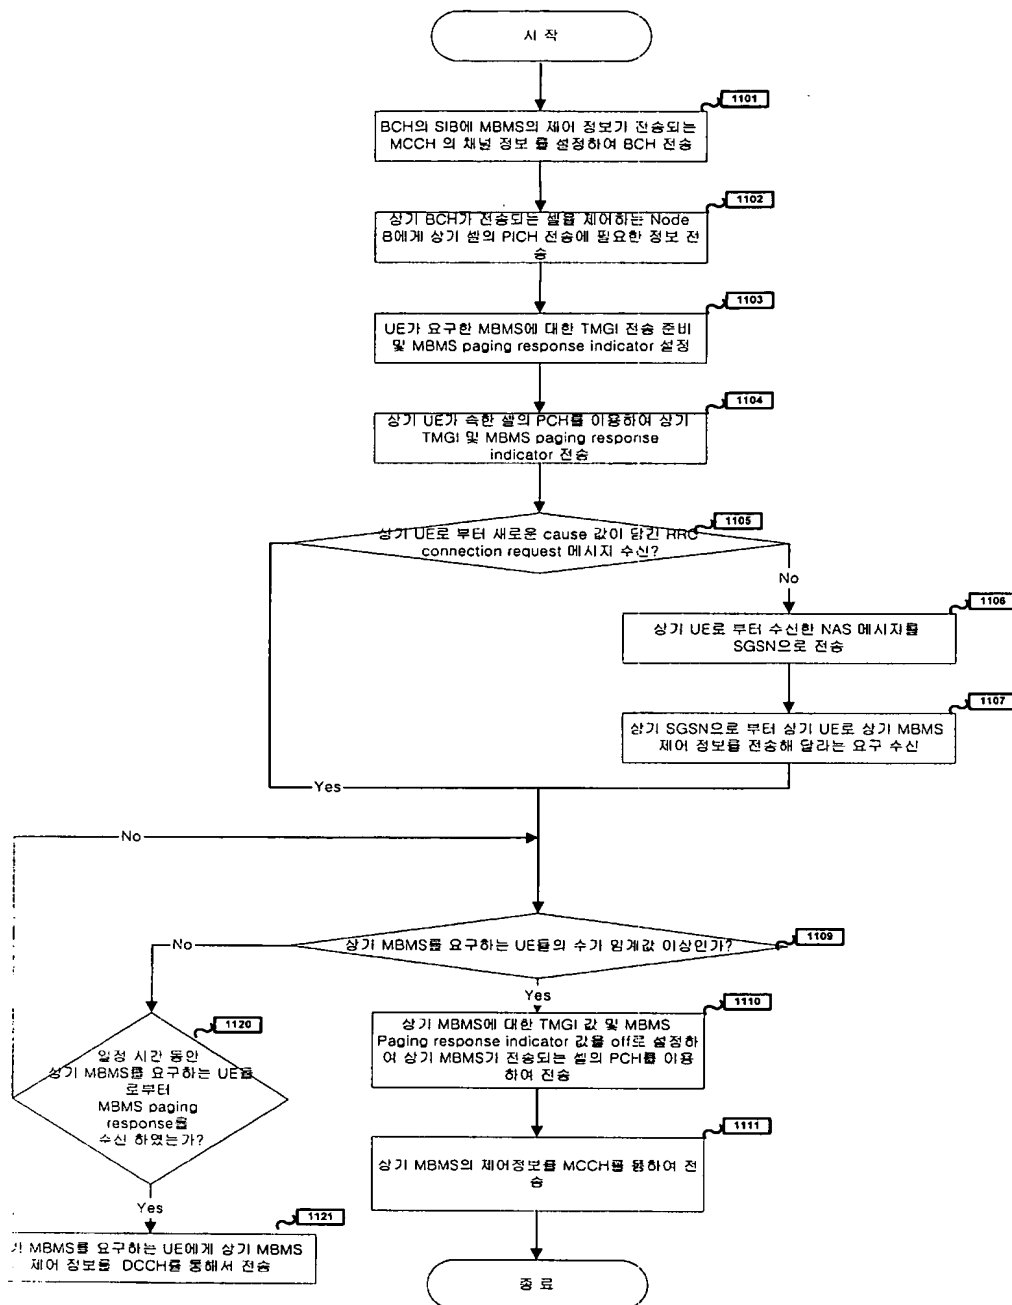 시 작
1101
BCH의 SIB에 MBMS의 제어 정보가 전송되는
MCCH 의 채널 정보 를 설정하여 BCH 전송
1102
상기 BCH가 전송되는 셀을 제어하는 Node
B에게 상기 셀의 PICH 전송에 필요한 정보 전
송
1103
UE가 요구한 MBMS에 대한 TMGI 전송 준비
및 MBMS paging response indicator 설정
1104
상기 UE가 속한 셀의 PCH를 이용하여 상기
TMGI 및 MBMS paging response
indicator 전송
1105
상기 UE로 부터 새로운 cause 값이 담긴 RRC
connection request 메시지 수신?
No
1106
상기 UE로 부터 수신한 NAS 메시지를
SGSN으로 전송
1107
상기 SGSN으로 부터 상기 UE로 상기 MBMS
제어 정보를 전송해 달라는 요구 수신
Yes
No
1109
상기 MBMS를 요구하는 UE들의 수가 임계값 이상인가?
No
Yes
1110
상기 MBMS에 대한 TMGI 값 및 MBMS
Paging response indicator 값을 off로 설정하
여 상기 MBMS가 전송되는 셀의 PCH를 이용
하여 전송
1120
일정 시간 동안
상기 MBMS를 요구하는 UE들
로부터
MBMS paging
response를
수신 하였는가?
1111
상기 MBMS의 제어정보를 MCCH를 통하여 전
송
Yes
1121
기 MBMS를 요구하는 UE에게 상기 MBMS
제어 정보를 DCCH를 통해서 전송
종 료